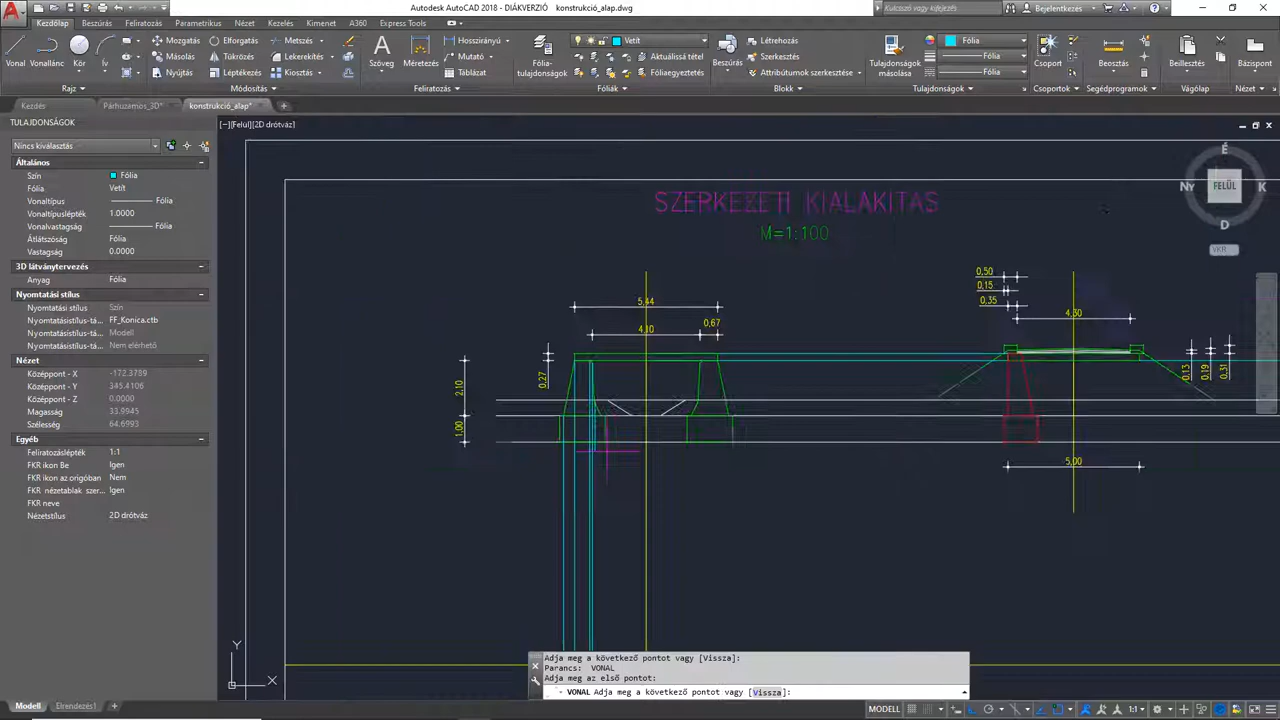 Autodesk AutoCAD 2018 - DIÁKVERZIÓ konstrukció_alap.dwg
Kulcsszó vagy kifejezés
Bejelentkezés
Kezdőlap Beszúrás Feliratozás Parametrikus Nézet Kezelés Kimenet A360 Express Tools
Vonal Vonallánc Kör Ív
Mozgatás Elforgatás Metszés
Másolás Tükrözés Lekerekítés
Nyújtás Léptékezés Kiosztás
Szöveg Méretezés
Hosszirányú
Mutató
Táblázat
Fólia-
tulajdonságok
Vetít
Aktuálissá tétel
Fóliaegyeztetés
Beszúrás
Létrehozás
Szerkesztés
Attribútumok szerkesztése
Tulajdonságok
másolása
Fólia
Fólia
Fólia
Csoport
Beosztás
Beillesztés
Bázispont
Rajz Módosítás Feliratozás Fóliák Blokk Tulajdonságok Csoportok Segédprogramok Vágólap Nézet
Kezdés Párhuzamos_3D* konstrukció_alap*
TULAJDONSÁGOK
Nincs kiválasztás
Általános
Szín Fólia
Fólia Vetít
Vonaltípus Fólia
Vonaltípuslépték 1.0000
Vonalvastagság Fólia
Átlátszóság Fólia
Vastagság 0.0000
3D látványtervezés
Anyag Fólia
Nyomtatási stílus
Nyomtatási stílus Szín
Nyomtatásistílus-tá... FF_Konica.ctb
Nyomtatásistílus-tá... Modell
Nyomtatásistílus-tá... Nem elérhető
Nézet
Középpont - X -172.3789
Középpont - Y 345.4106
Középpont - Z 0.0000
Magasság 33.9945
Szélesség 64.6993
Egyéb
Feliratozáslépték 1:1
FKR ikon Be Igen
FKR ikon az origóban Nem
FKR nézetablak szer... Igen
FKR neve
Nézetstílus 2D drótváz
[−][Felül][2D drótváz]
É
NY FELÜL K
D
VKR
SZERKEZETI KIALAKÍTÁS
M=1:100
5,44
4,10
0,67
0,27
2,10
1,00
0,50
0,15
0,35
4,30
0,13
0,19
0,31
5,00
Y
X
Adja meg a következő pontot vagy [Vissza]:
Parancs: VONAL
Adja meg az első pontot:
VONAL Adja meg a következő pontot vagy [Vissza]:
Modell Elrendezés1
MODELL
1:1